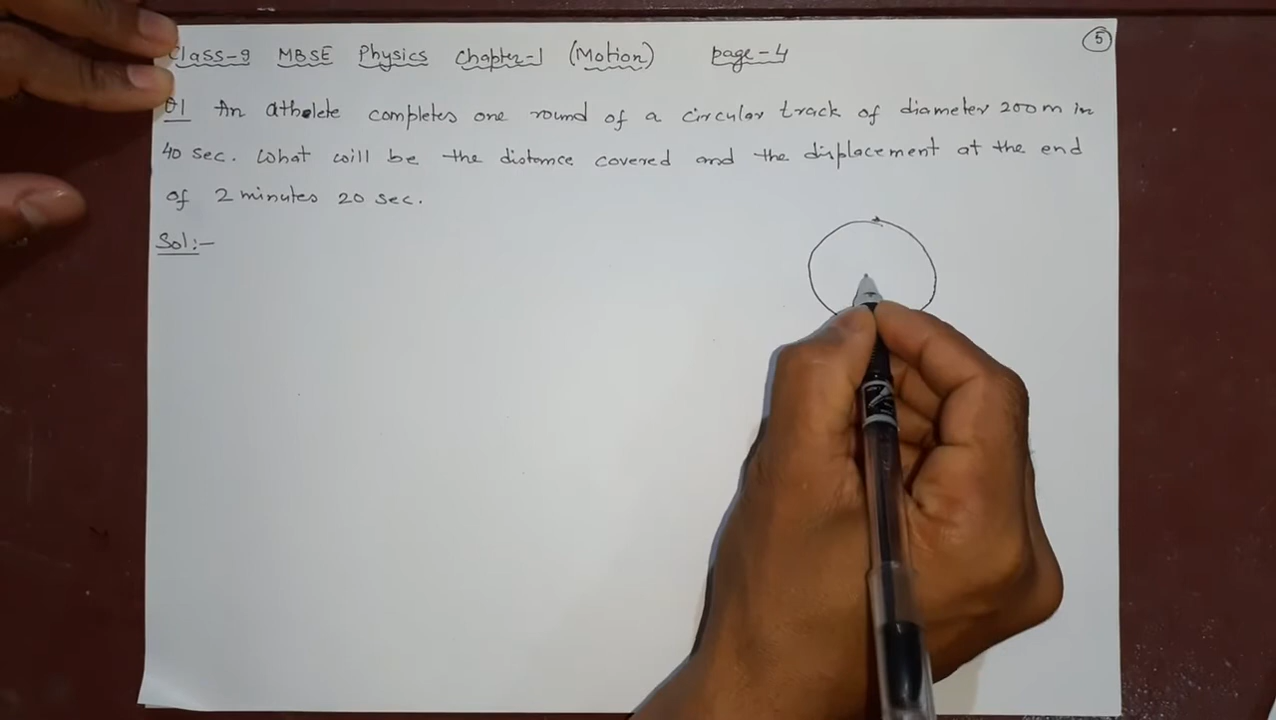 Class-9 MBSE Physics Chapter-1 (Motion) page-4
5
Q1 An athelete completes one round of a circular track of diameter 200m in
40 sec. What will be the distance covered and the displacement at the end
of 2 minutes 20 sec.
Sol:-